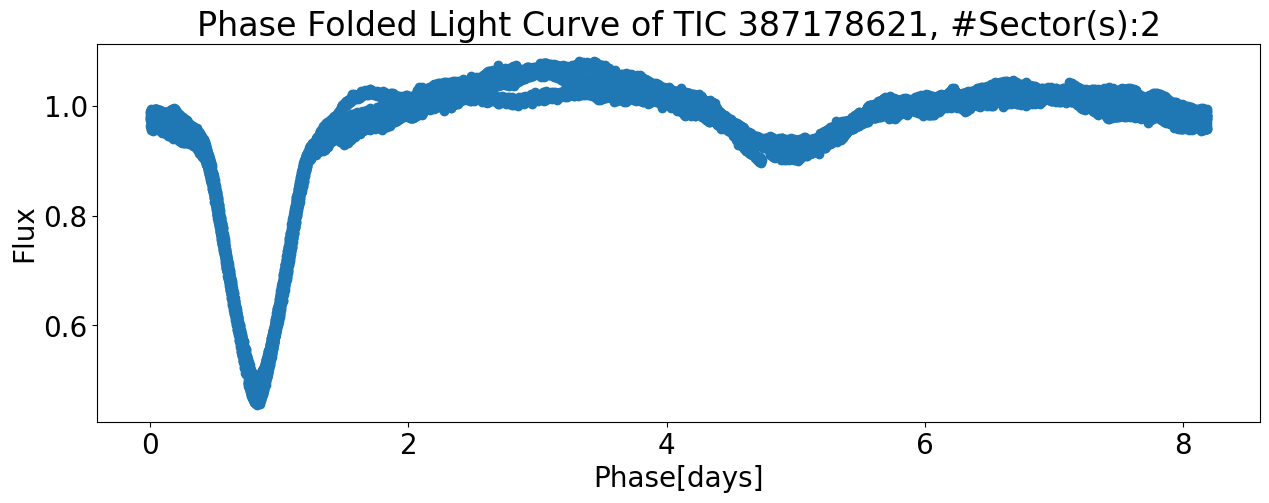 Phase Folded Light Curve of TIC 387178621, #Sector(s):2
1.0
0.8
0.6
Flux
0 2 4 6 8
Phase[days]